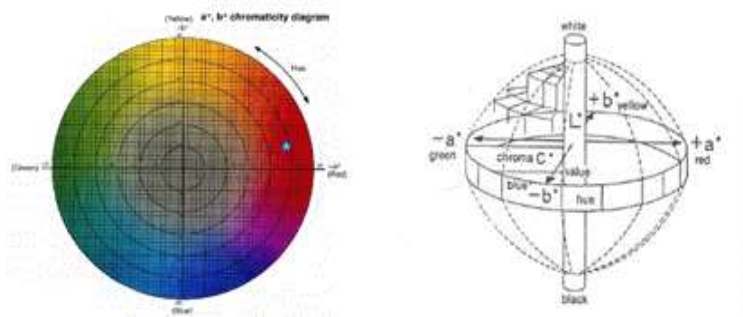 a*, b* chromaticity diagram
(Yellow)
+b*
Hue
A
(Green)
(Red)
(Blue)
white
L*
+b* yellow
-a*
green
+a*
red
chroma C*
value
blue
-b*
hue
black